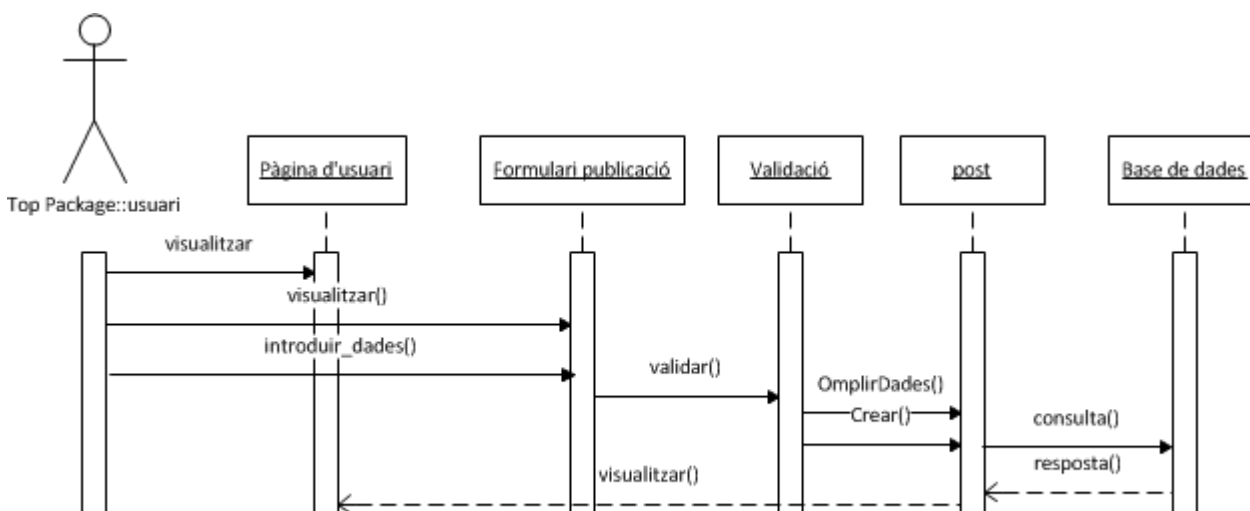 Top Package::usuari
Pàgina d'usuari
Formulari publicació
Validació
post
Base de dades
visualitzar
visualitzar()
introduir_dades()
validar()
OmplirDades()
Crear()
consulta()
resposta()
visualitzar()